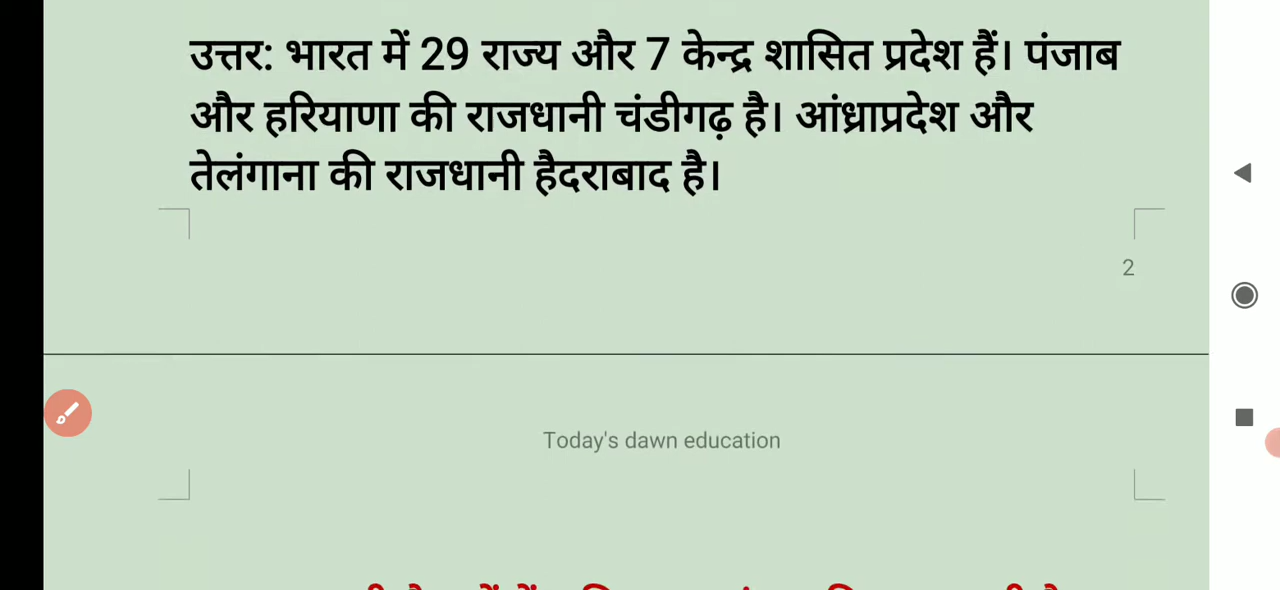 उत्तर: भारत में 29 राज्य और 7 केन्द्र शासित प्रदेश हैं। पंजाब
और हरियाणा की राजधानी चंडीगढ़ है। आंध्राप्रदेश और
तेलंगाना की राजधानी हैदराबाद है।
2
Today's dawn education